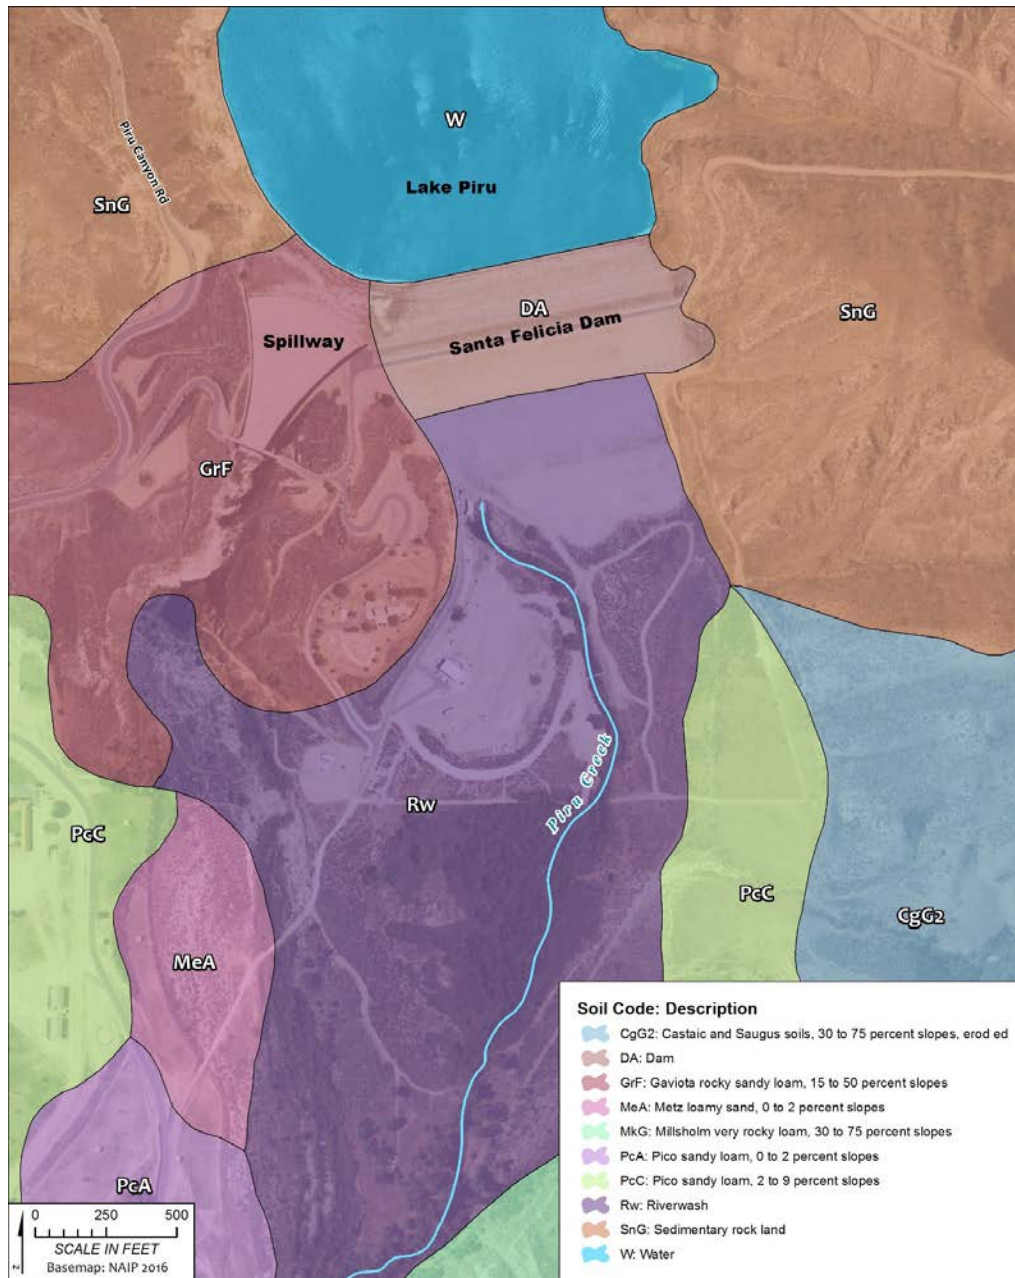 W
Lake Piru
Piru Canyon Rd
SnG
DA
Santa Felicia Dam
SnG
Spillway
GrF
Piru Creek
Rw
PcC
PcC
CgG2
MeA
PcA
Soil Code: Description
CgG2: Castaic and Saugus soils, 30 to 75 percent slopes, erod ed
DA: Dam
GrF: Gaviota rocky sandy loam, 15 to 50 percent slopes
MeA: Metz loamy sand, 0 to 2 percent slopes
MkG: Millsholm very rocky loam, 30 to 75 percent slopes
PcA: Pico sandy loam, 0 to 2 percent slopes
PcC: Pico sandy loam, 2 to 9 percent slopes
Rw: Riverwash
SnG: Sedimentary rock land
W: Water
0 250 500
SCALE IN FEET
Basemap: NAIP 2016
z